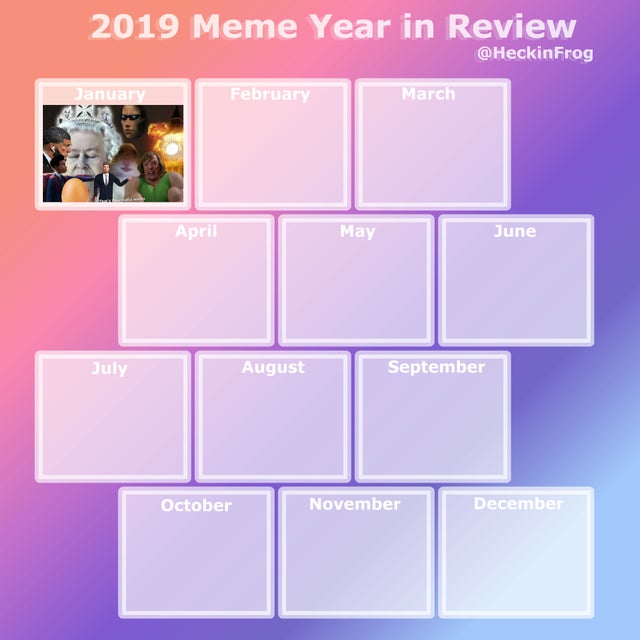 2019 Meme Year in Review
@HeckinFrog
January
February
March
April
May
June
July
August
September
October
November
December